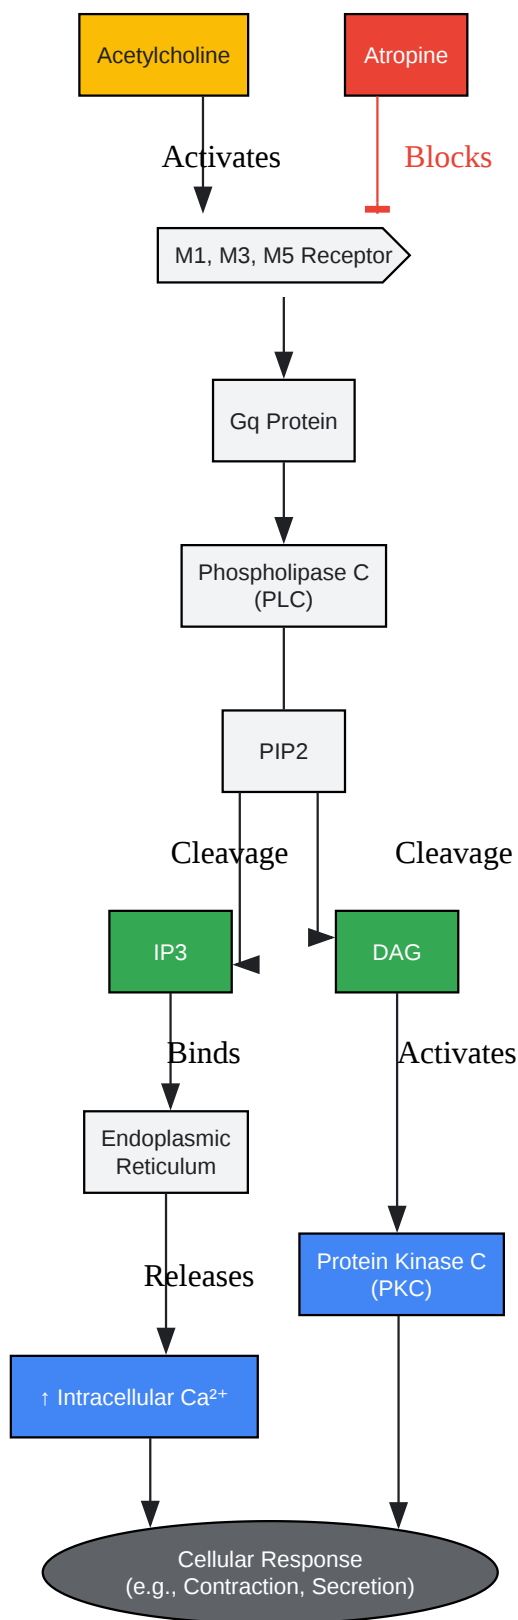 Acetylcholine
Atropine
Activates
Blocks
M1, M3, M5 Receptor
Gq Protein
Phospholipase C
(PLC)
PIP2
Cleavage
Cleavage
IP3
DAG
Binds
Activates
Endoplasmic
Reticulum
Protein Kinase C
(PKC)
Releases
↑ Intracellular Ca²⁺
Cellular Response
(e.g., Contraction, Secretion)